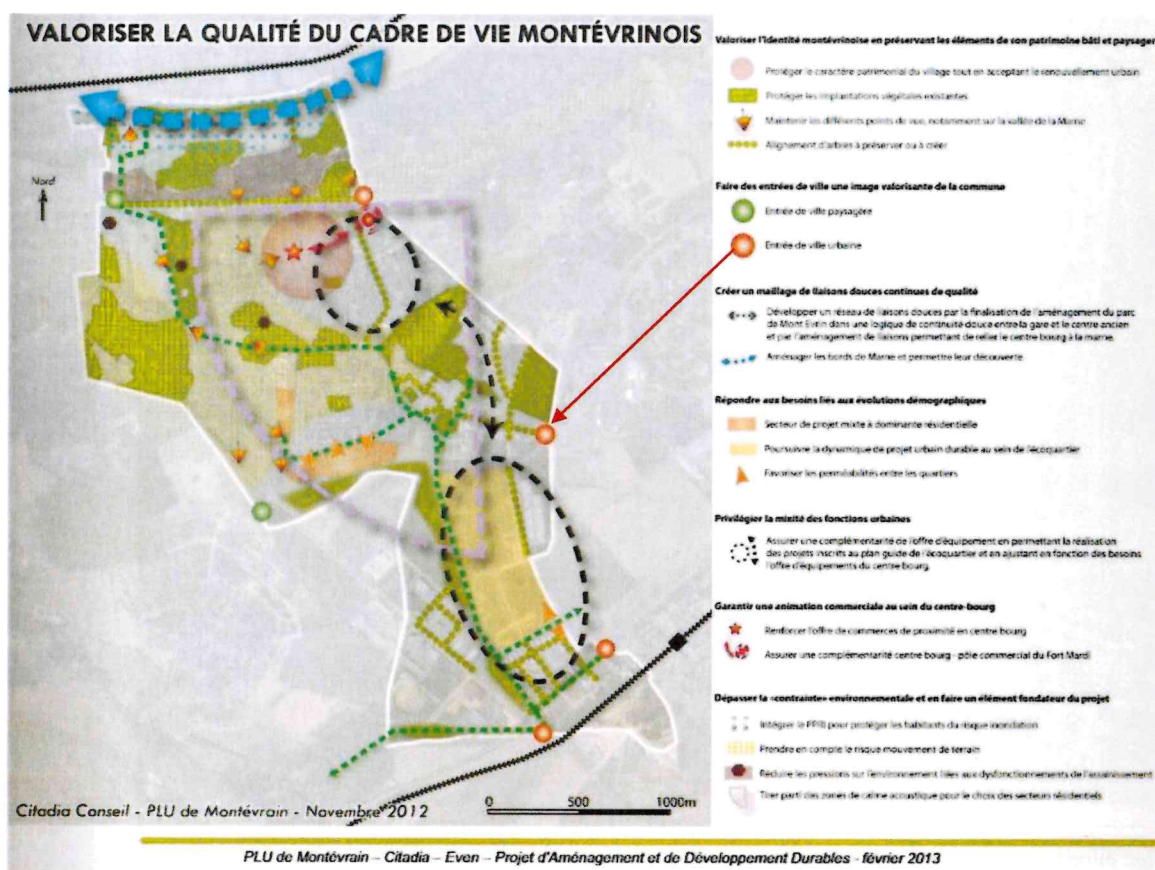 VALORISER LA QUALITÉ DU CADRE DE VIE MONTÉVRINOIS
Nord
Citadia Conseil - PLU de Montévrain - Novembre 2012
0 500 1000m
Valoriser l'identité montévrinoise en préservant les éléments de son patrimoine bâti et paysager
Protéger le caractère patrimonial du village tout en acceptant le renouvellement urbain
Protéger les implantations végétales existantes
Maintenir les différents points de vue, notamment sur la vallée de la Marne
Alignement d'arbres à préserver ou à créer
Faire des entrées de ville une image valorisante de la commune
Entrée de ville paysagère
Entrée de ville urbaine
Créer un maillage de liaisons douces continues de qualité
Développer un réseau de liaisons douces par la finalisation de l'aménagement du parc
de Mont Evrin dans une logique de continuité douce entre la gare et le centre ancien
et par l'aménagement de liaisons permettant de relier le centre bourg à la marne.
Aménager les bords de Marne et permettre leur découverte.
Répondre aux besoins liés aux évolutions démographiques
Secteur de projet mixte à dominante résidentielle
Poursuivre la dynamique de projet urbain durable au sein de l'écoquartier
Favoriser les perméabilités entre les quartiers
Privilégier la mixité des fonctions urbaines
Assurer une complémentarité de l'offre d'équipement en permettant la réalisation
des projets inscrits au plan guide de l'écoquartier et en ajustant en fonction des besoins
l'offre d'équipements du centre bourg.
Garantir une animation commerciale au sein du centre-bourg
Renforcer l'offre de commerces de proximité en centre bourg
Assurer une complémentarité centre bourg - pôle commercial du Fort Mardi
Dépasser la «contrainte» environnementale et en faire un élément fondateur du projet
Intégrer le PPRI pour protéger les habitants du risque inondation
Prendre en compte le risque mouvement de terrain
Réduire les pressions sur l'environnement liées aux dysfonctionnements de l'assainissement
Tirer parti des zones de calme acoustique pour le choix des secteurs résidentiels
PLU de Montévrain – Citadia – Even – Projet d'Aménagement et de Développement Durables - février 2013